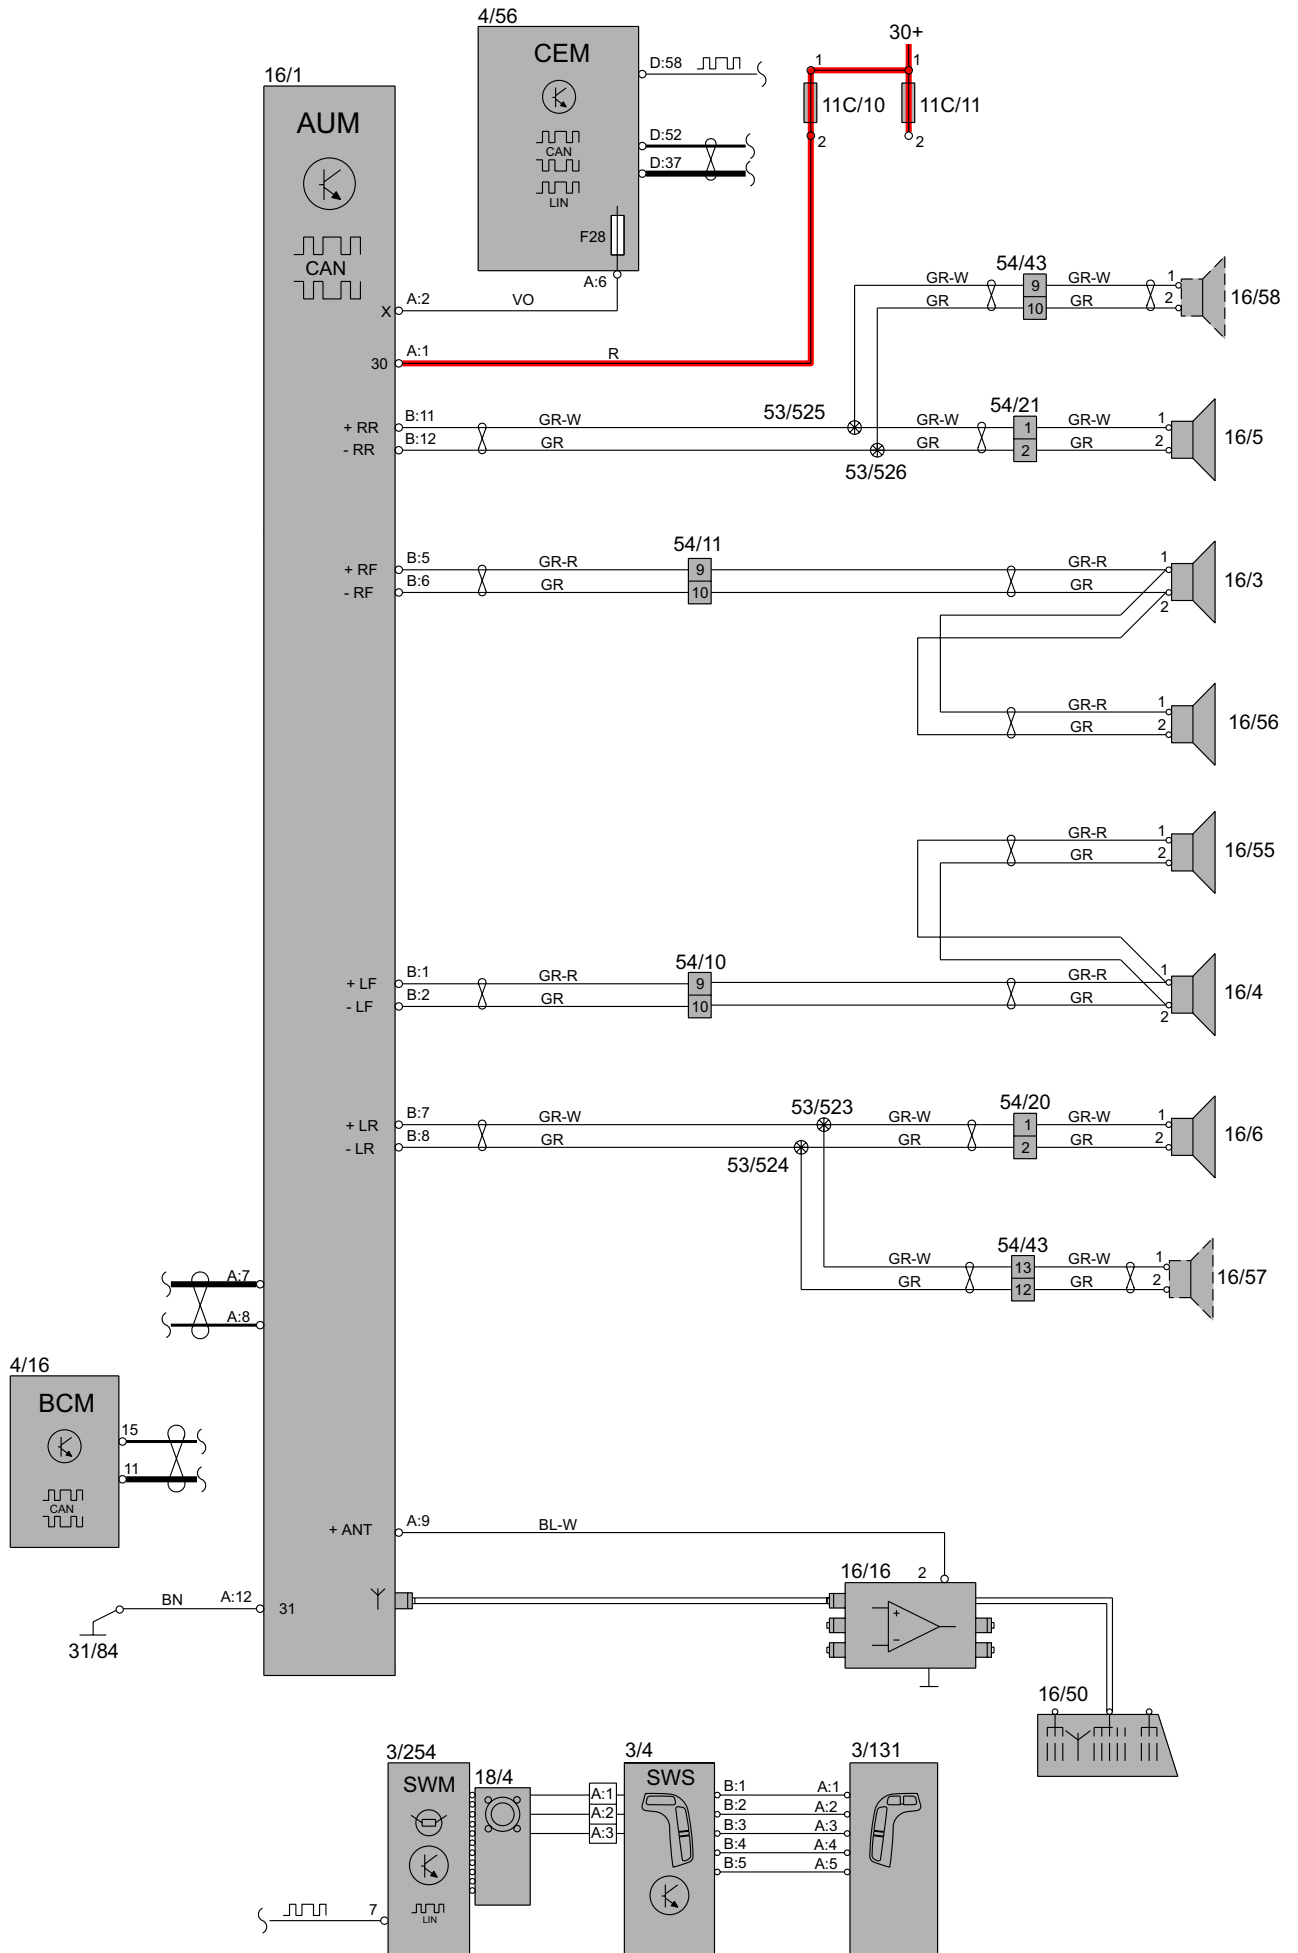 4/56
CEM
D:58
CAN
D:52
D:37
LIN
F28
A:6
30+
1
1
11C/10
11C/11
2
2
16/1
AUM
CAN
X
A:2
VO
30
A:1
R
54/43
GR-W
9
GR-W
1
GR
10
GR
2
16/58
+ RR
B:11
GR-W
53/525
GR-W
54/21
1
GR-W
1
- RR
B:12
GR
53/526
GR
2
GR
2
16/5
+ RF
B:5
GR-R
54/11
9
GR-R
1
- RF
B:6
GR
10
GR
2
16/3
GR-R
1
GR
2
16/56
GR-R
1
GR
2
16/55
+ LF
B:1
GR-R
54/10
9
GR-R
1
- LF
B:2
GR
10
GR
2
16/4
+ LR
B:7
GR-W
53/523
GR-W
54/20
1
GR-W
1
- LR
B:8
GR
53/524
GR
2
GR
2
16/6
54/43
GR-W
13
GR-W
1
GR
12
GR
2
16/57
A:7
A:8
4/16
BCM
15
11
CAN
+ ANT
A:9
BL-W
16/16
2
+
−
BN
A:12
31
31/84
16/50
3/254
SWM
LIN
7
18/4
A:1
A:2
A:3
3/4
SWS
B:1
B:2
B:3
B:4
B:5
3/131
A:1
A:2
A:3
A:4
A:5